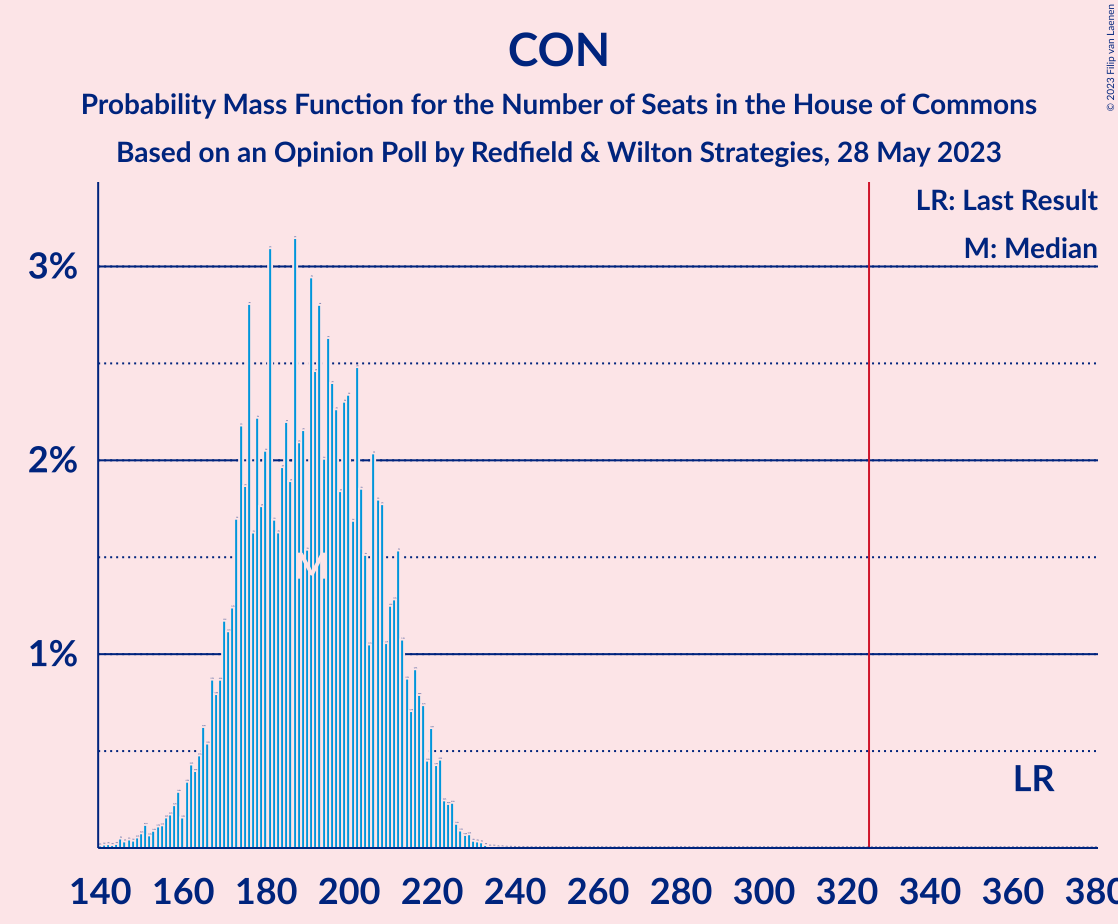 CON
Probability Mass Function for the Number of Seats in the House of Commons
Based on an Opinion Poll by Redfield & Wilton Strategies, 28 May 2023
© 2023 Filip van Laenen
LR: Last Result
M: Median
3%
2%
1%
M
LR
140 160 180 200 220 240 260 280 300 320 340 360 380